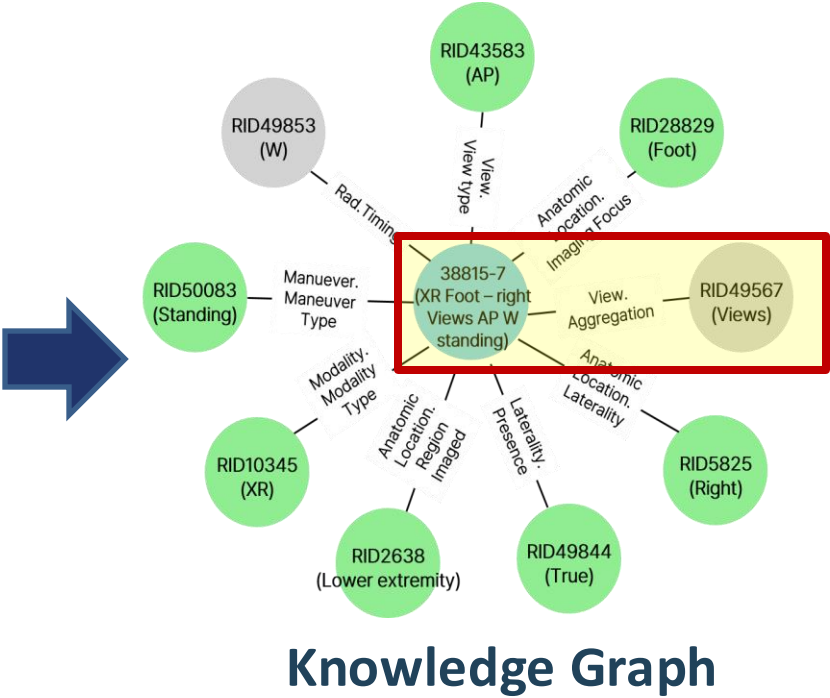 RID43583
(AP)
RID49853
(W)
RID28829
(Foot)
View.
View type
Rad.Timing
Anatomic
Location.
Imaging Focus
RID50083
(Standing)
Manuever.
Maneuver
Type
38815-7
(XR Foot – right
Views AP W
standing)
View.
Aggregation
RID49567
(Views)
Modality.
Modality
Type
Anatomic
Location.
Region
Imaged
Laterality.
Presence
Anatomic
Location.
Laterality
RID10345
(XR)
RID5825
(Right)
RID2638
(Lower extremity)
RID49844
(True)
Knowledge Graph